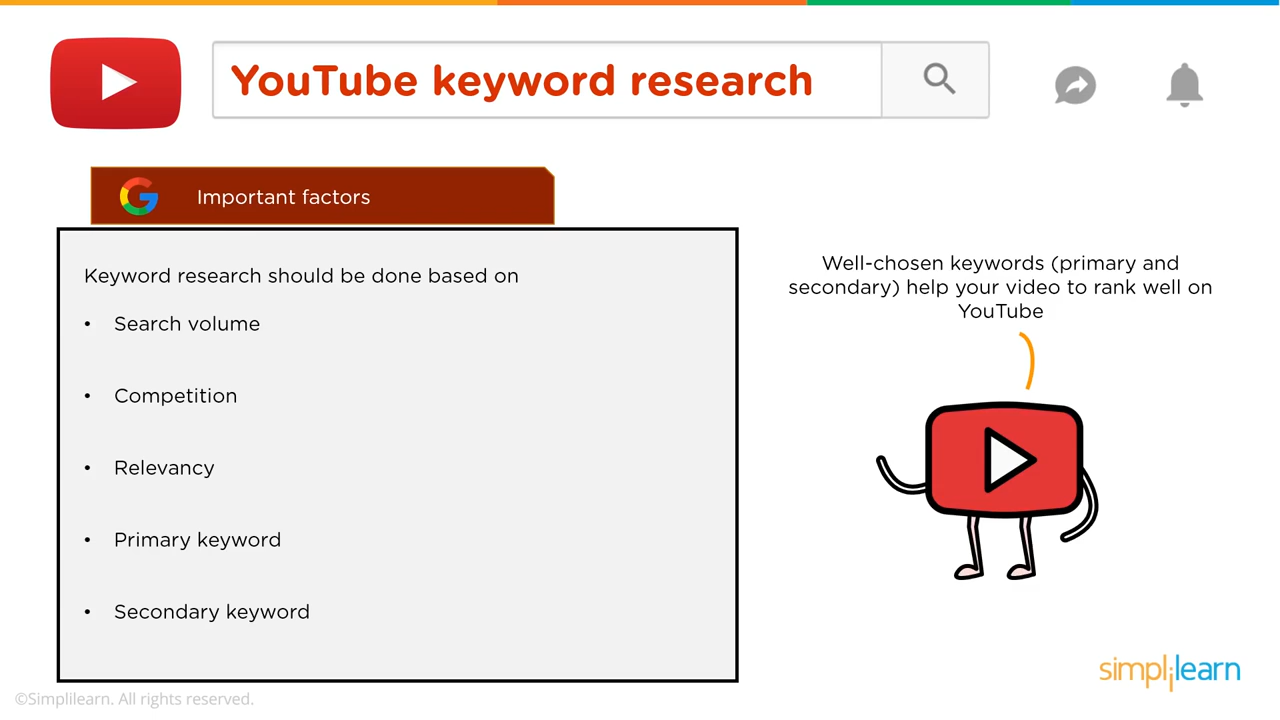 YouTube keyword research
Important factors
Keyword research should be done based on
• Search volume
• Competition
• Relevancy
• Primary keyword
• Secondary keyword
Well-chosen keywords (primary and
secondary) help your video to rank well on
YouTube
simplilearn
©Simplilearn. All rights reserved.